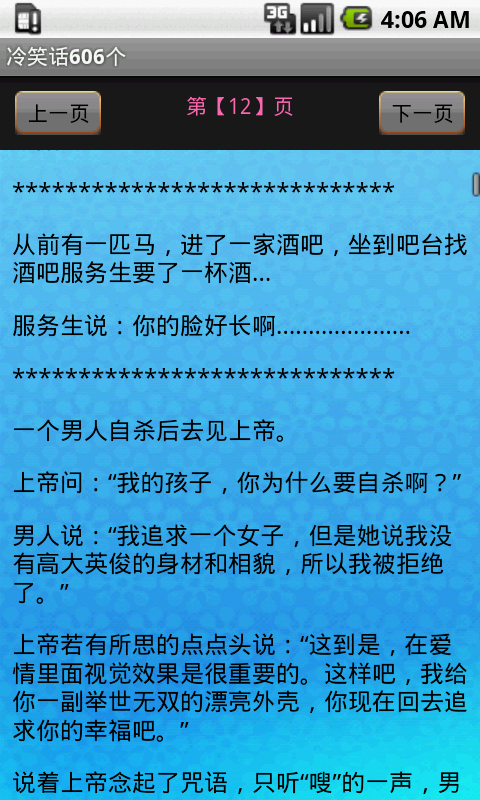 3G
4:06 AM
冷笑话606个
上一页
第【12】页
下一页
*****************************
从前有一匹马，进了一家酒吧，坐到吧台找
酒吧服务生要了一杯酒...
服务生说：你的脸好长啊.....................
*****************************
一个男人自杀后去见上帝。
上帝问：“我的孩子，你为什么要自杀啊？”
男人说：“我追求一个女子，但是她说我没
有高大英俊的身材和相貌，所以我被拒绝
了。”
上帝若有所思的点点头说：“这到是，在爱
情里面视觉效果是很重要的。这样吧，我给
你一副举世无双的漂亮外壳，你现在回去追
求你的幸福吧。”
说着上帝念起了咒语，只听“嗖”的一声，男